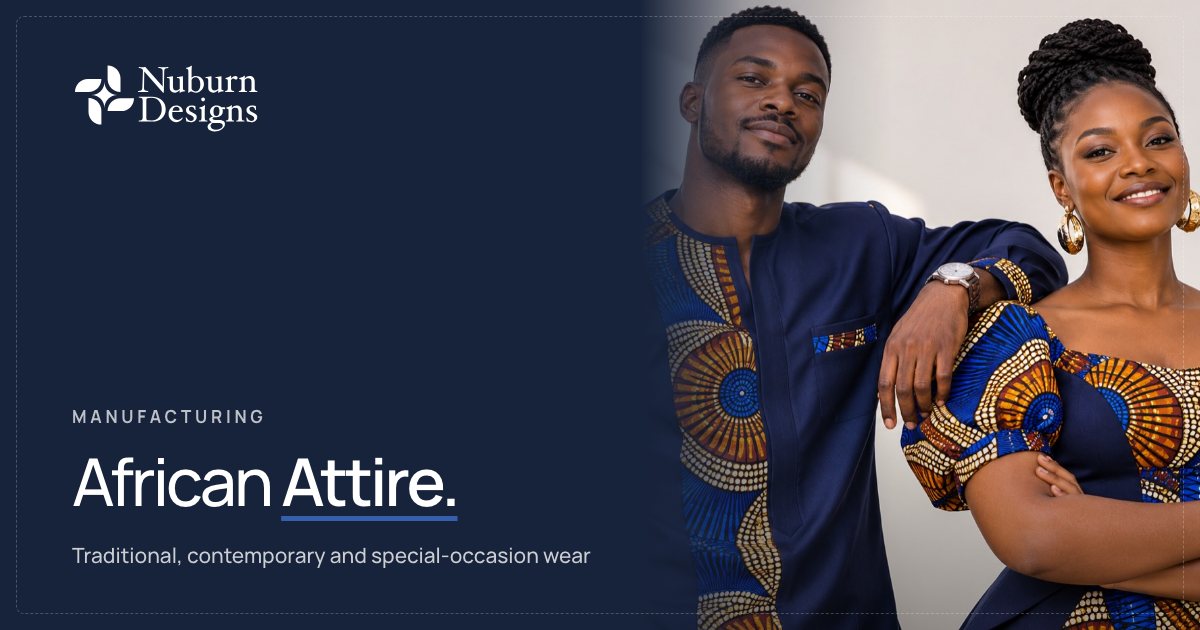 Nuburn
Designs
MANUFACTURING
African Attire.
Traditional, contemporary and special-occasion wear